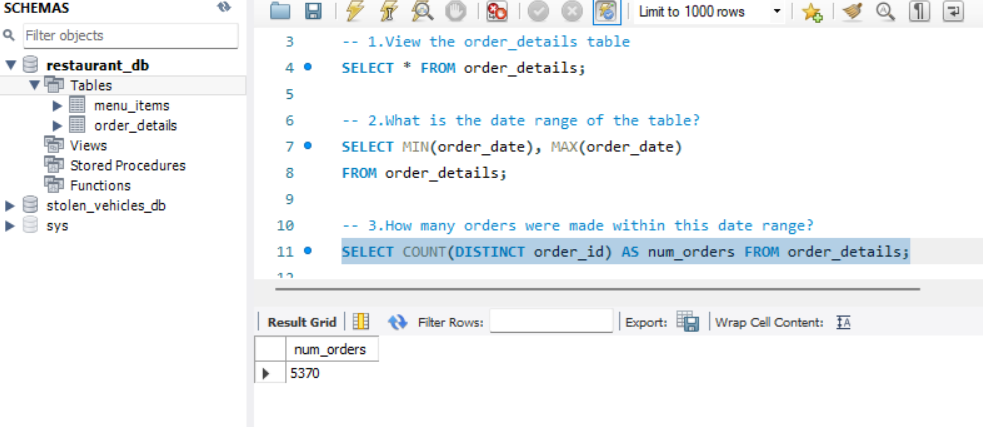 SCHEMAS
Filter objects
restaurant_db
Tables
menu_items
order_details
Views
Stored Procedures
Functions
stolen_vehicles_db
sys
Limit to 1000 rows
3 -- 1.View the order_details table
4 SELECT * FROM order_details;
5
6 -- 2.What is the date range of the table?
7 SELECT MIN(order_date), MAX(order_date)
8 FROM order_details;
9
10 -- 3.How many orders were made within this date range?
11 SELECT COUNT(DISTINCT order_id) AS num_orders FROM order_details;
12
Result Grid Filter Rows: Export: Wrap Cell Content: IA
num_orders
5370